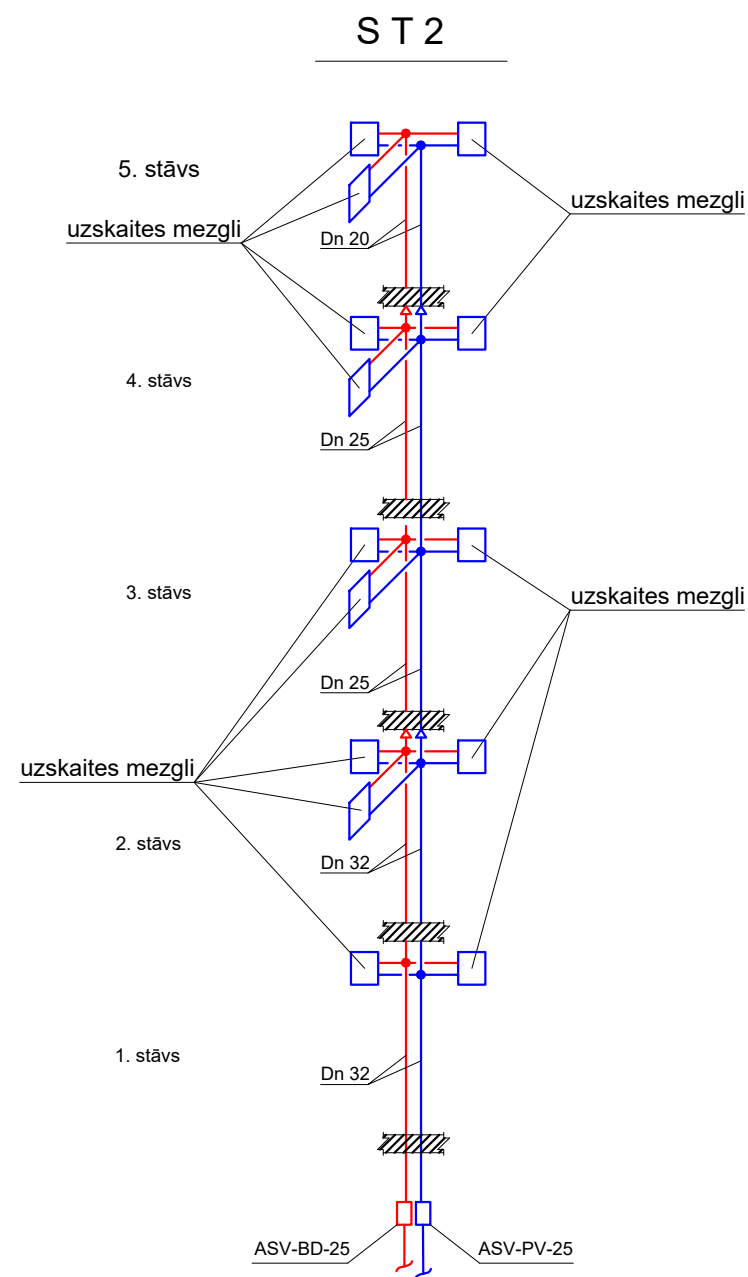 S T 2
5. stāvs
uzskaites mezgli
uzskaites mezgli
Dn 20
4. stāvs
Dn 25
3. stāvs
uzskaites mezgli
Dn 25
uzskaites mezgli
2. stāvs
Dn 32
1. stāvs
Dn 32
ASV-BD-25
ASV-PV-25